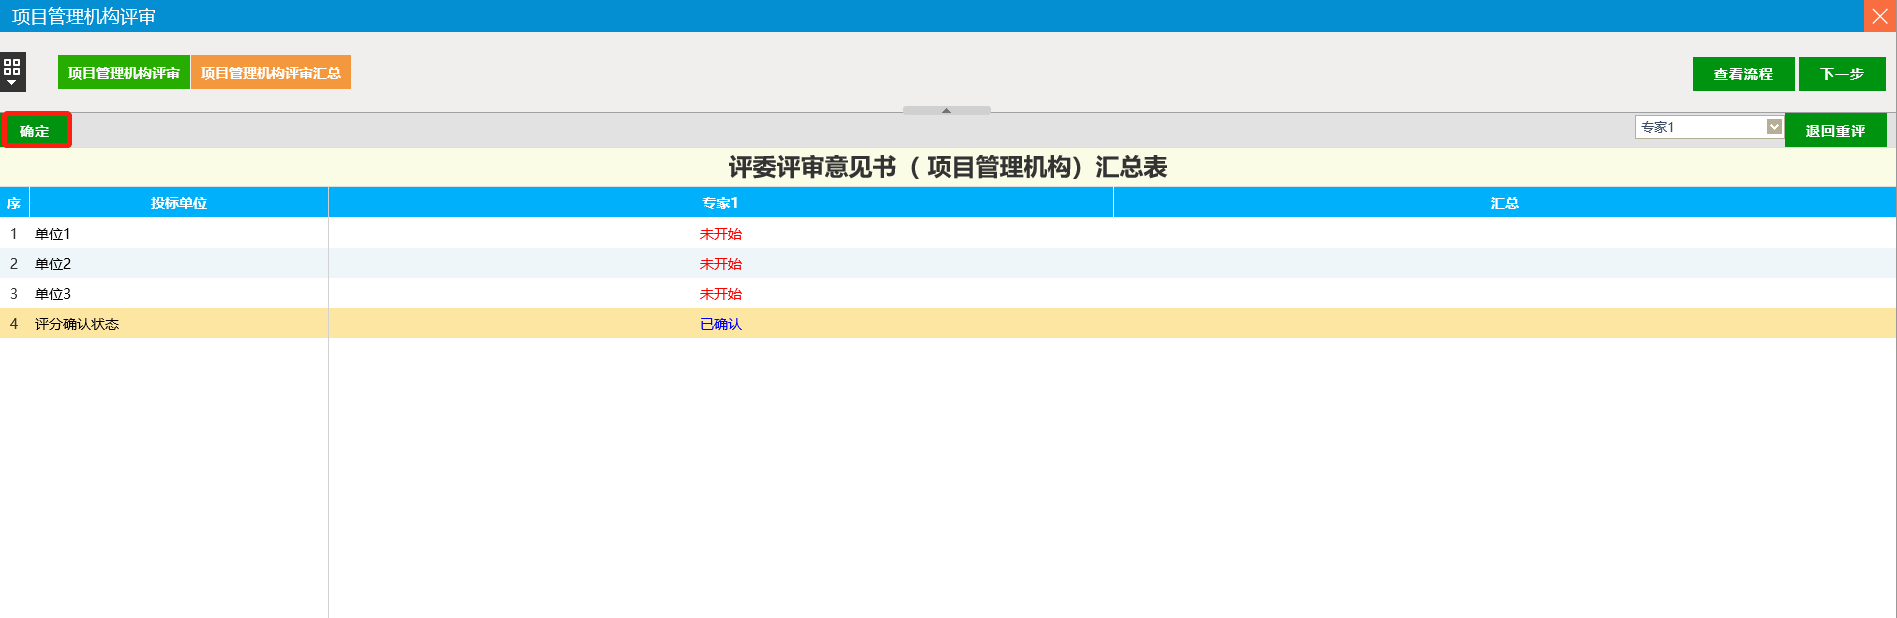 项目管理机构评审
项目管理机构评审 项目管理机构评审汇总 查看流程 下一步
确定 专家1 退回重评
评委评审意见书（ 项目管理机构）汇总表
序 投标单位 专家1 汇总
1 单位1 未开始
2 单位2 未开始
3 单位3 未开始
4 评分确认状态 已确认